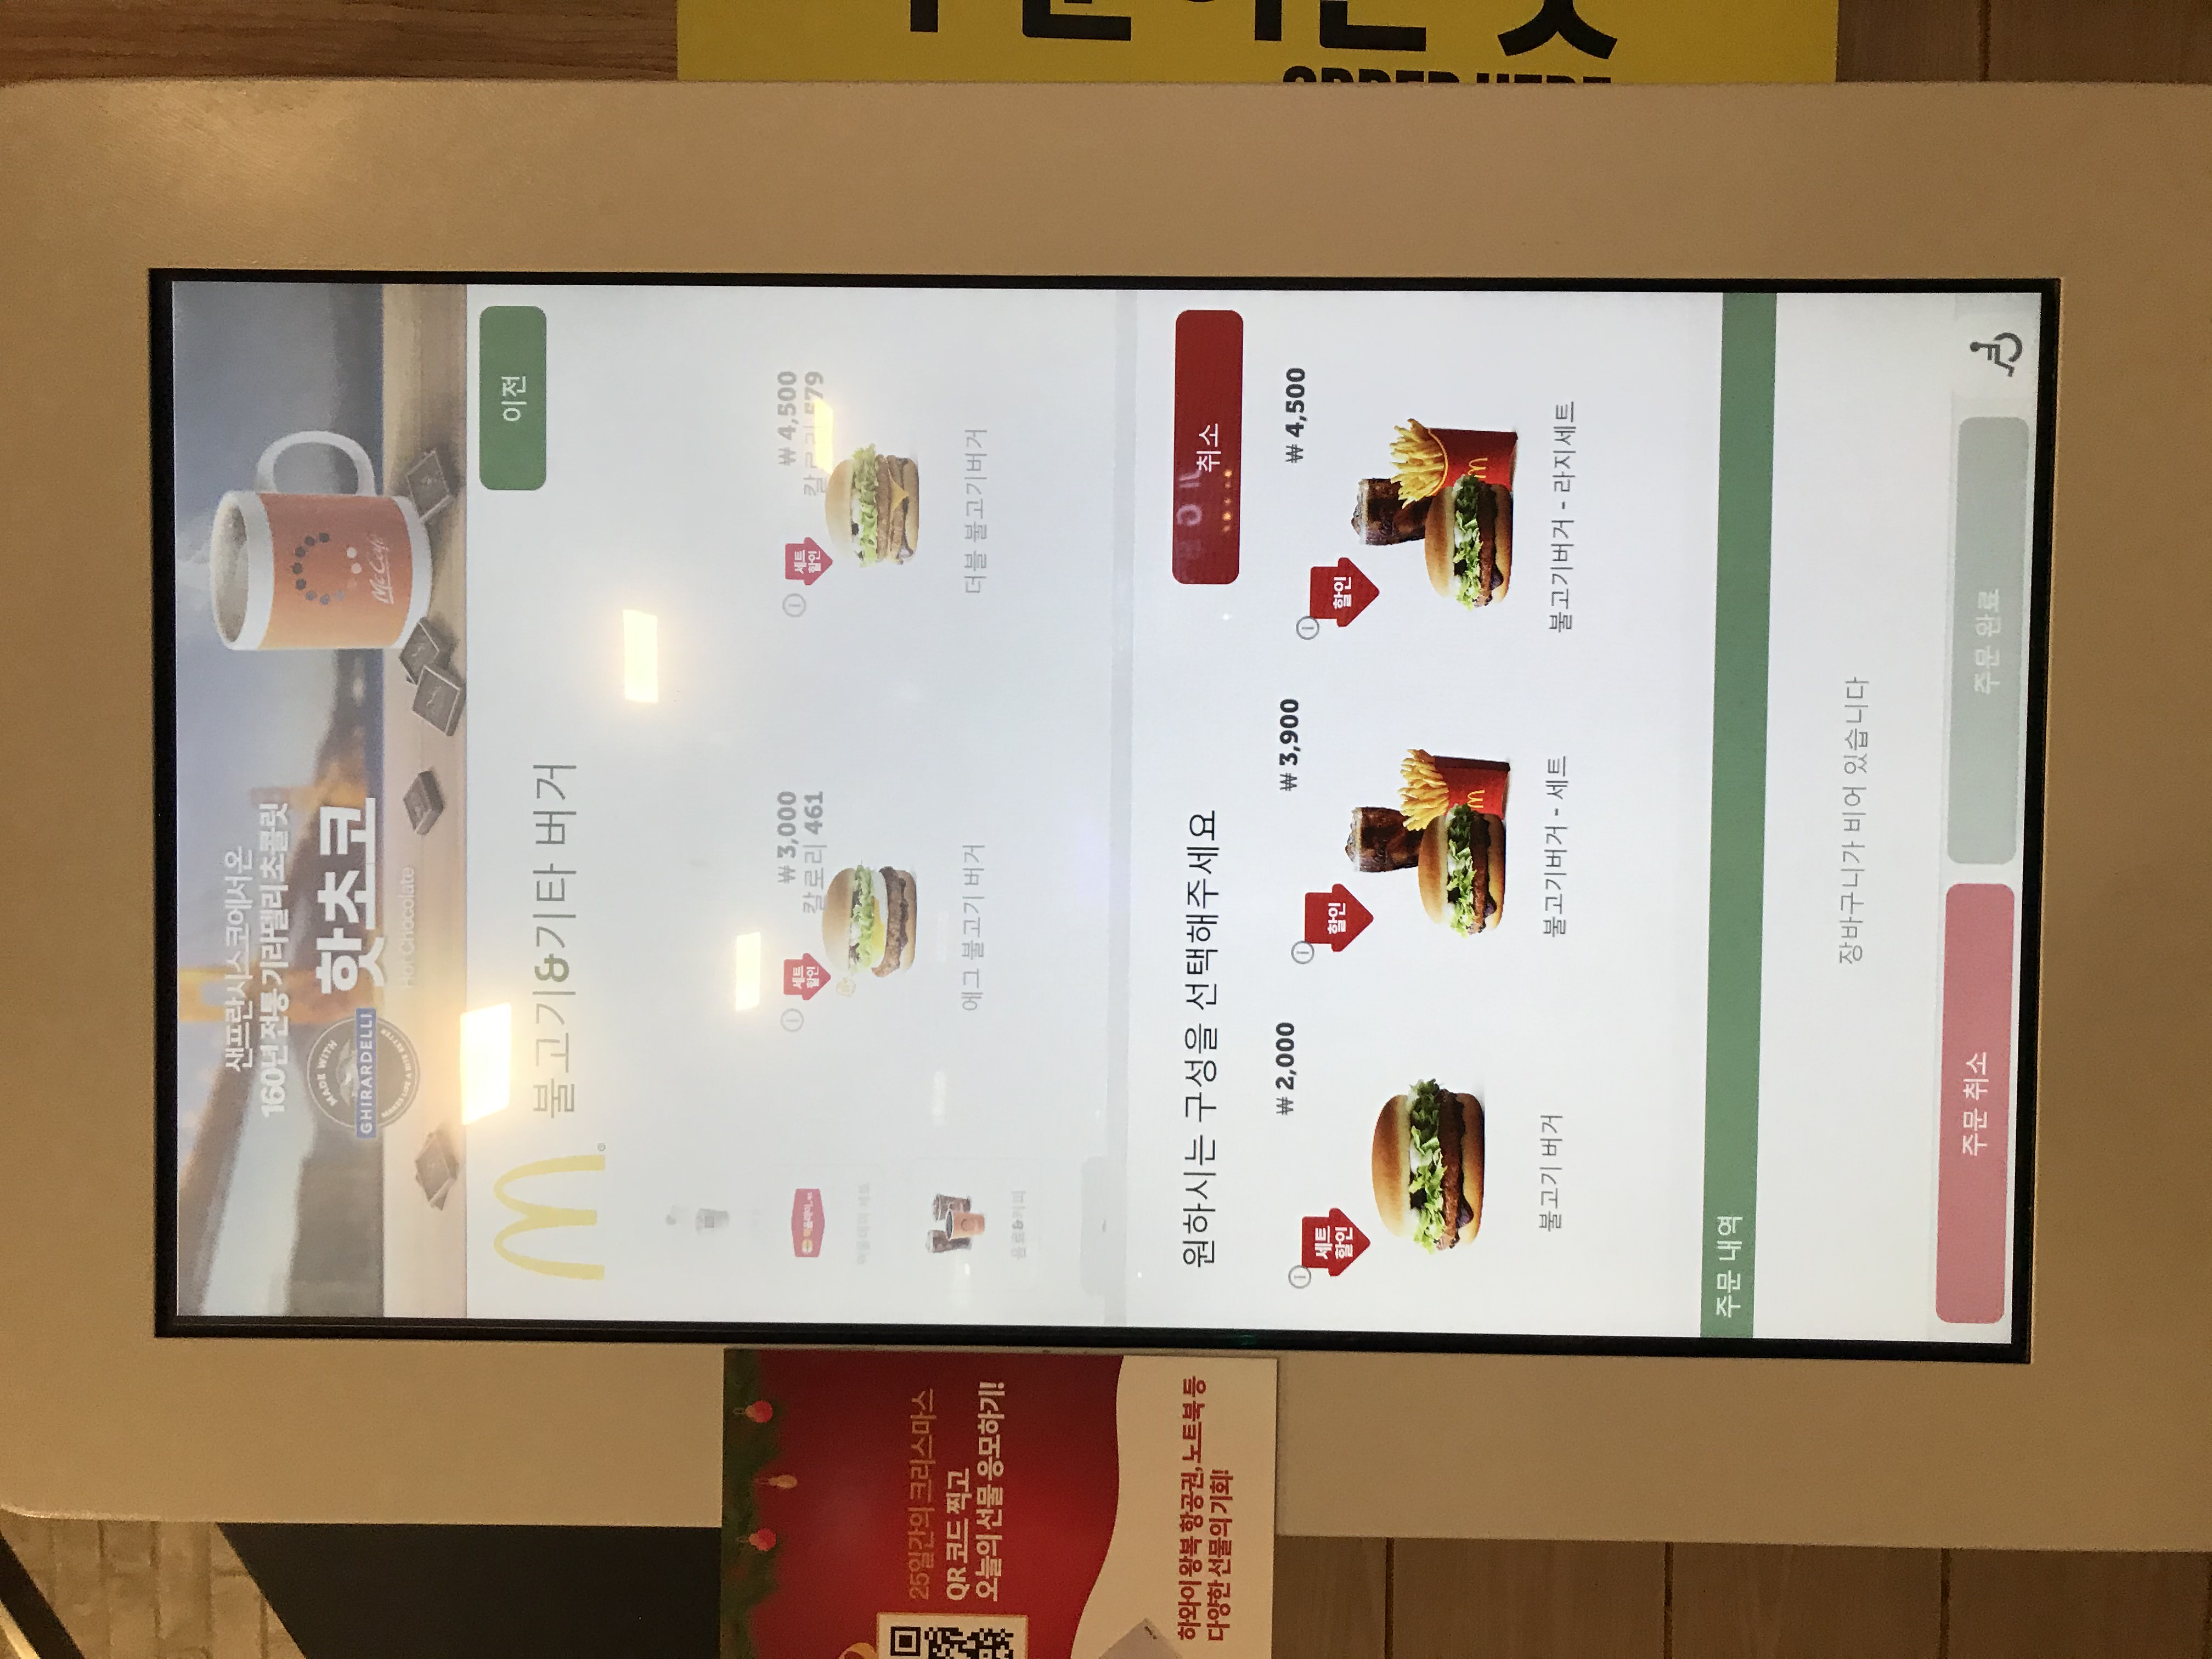 샌프란시스코에서 온
160년 전통 기라델리 초콜릿
MADE WITH
GHIRARDELLI
MAKES LIFE A BITE BETTER
핫초코
Hot Chocolate
McCafé
이전
불고기&기타 버거
세트
할인
₩ 3,000
칼로리 461
에그 불고기 버거
세트
할인
₩ 4,500
칼로리 579
더블 불고기버거
음료&커피
원하시는 구성을 선택해주세요
취소
세트
할인
₩ 2,000
불고기 버거
할인
₩ 3,900
불고기버거 - 세트
할인
₩ 4,500
불고기버거 - 라지세트
주문 내역
장바구니가 비어 있습니다
주문 취소
주문 완료
25일간의 크리스마스
QR 코드 찍고
오늘의 선물 응모하기!
하와이 왕복 항공권, 노트북 등
다양한 선물의 기회!
ORDER HERE